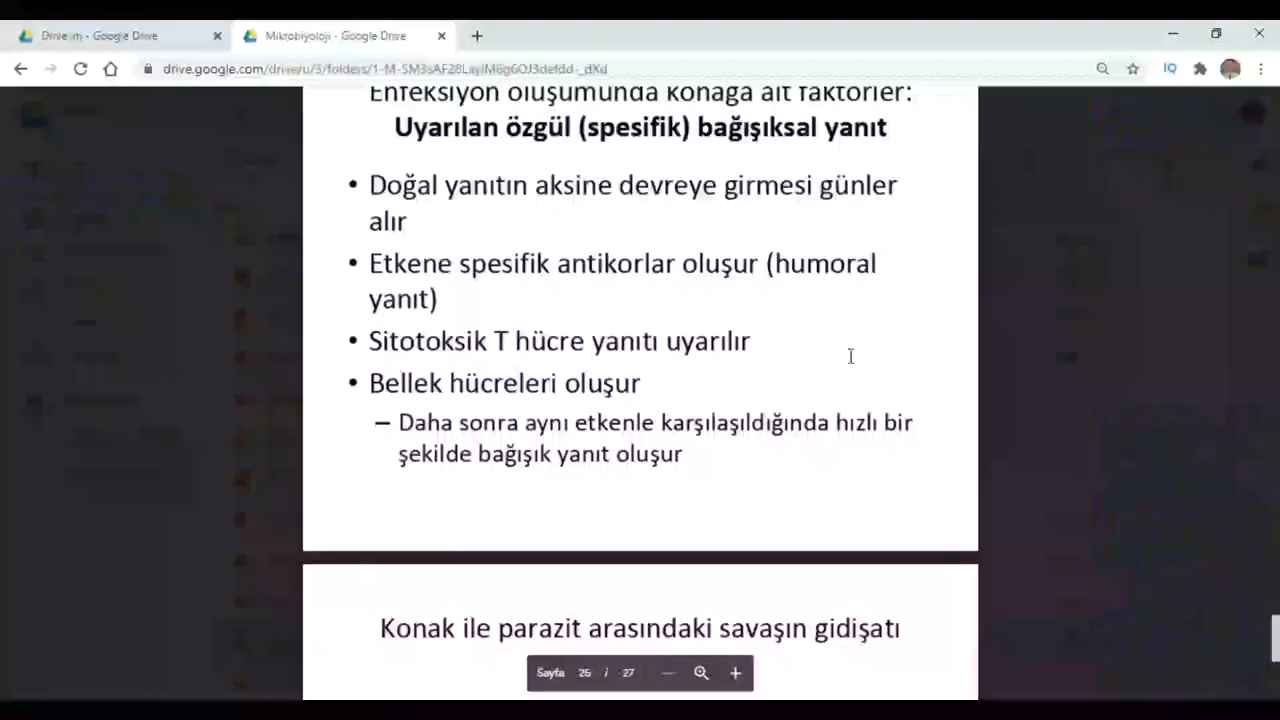 Drive'ım - Google Drive
Mikrobiyoloji - Google Drive
Enfeksiyon oluşumunda konağa ait faktörler:
Uyarılan özgül (spesifik) bağışıksal yanıt
• Doğal yanıtın aksine devreye girmesi günler
alır
• Etkene spesifik antikorlar oluşur (humoral
yanıt)
• Sitotoksik T hücre yanıtı uyarılır
• Bellek hücreleri oluşur
– Daha sonra aynı etkenle karşılaşıldığında hızlı bir
şekilde bağışık yanıt oluşur
Konak ile parazit arasındaki savaşın gidişatı
Sayfa 26 / 27